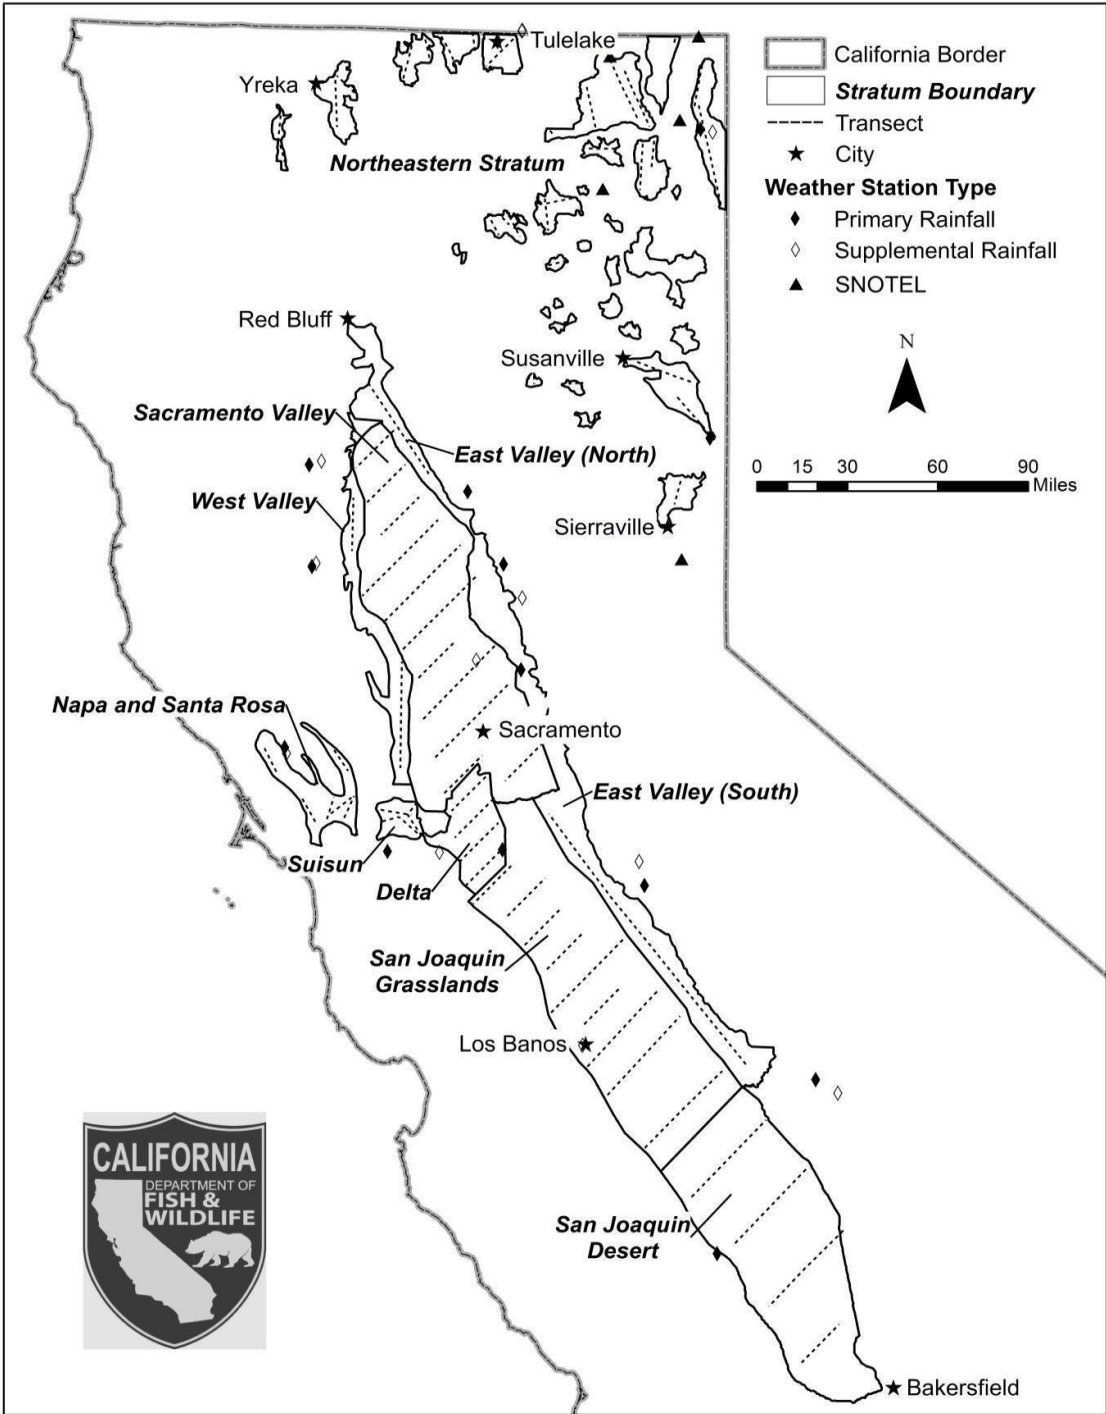 Tulelake
Yreka
Northeastern Stratum
Red Bluff
Susanville
Sacramento Valley
East Valley (North)
West Valley
Sierraville
Napa and Santa Rosa
Sacramento
East Valley (South)
Suisun
Delta
San Joaquin
Grasslands
Los Banos
San Joaquin
Desert
Bakersfield
California Border
Stratum Boundary
Transect
City
Weather Station Type
Primary Rainfall
Supplemental Rainfall
SNOTEL
N
0 15 30 60 90
Miles
CALIFORNIA
DEPARTMENT OF
FISH &
WILDLIFE